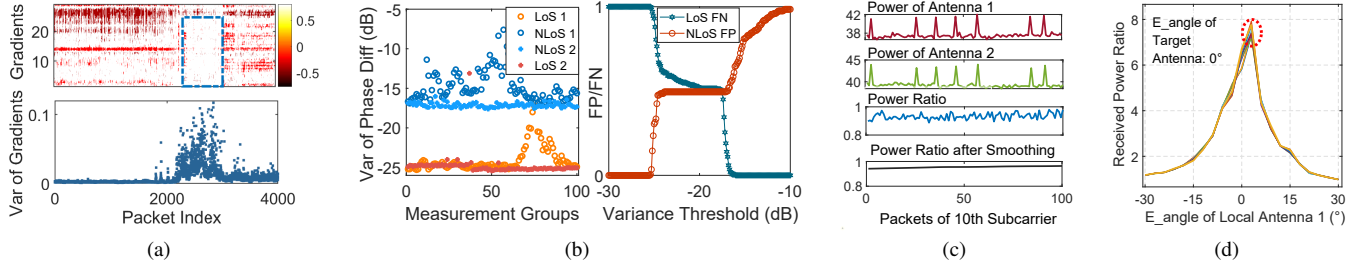 Gradients
20
10
0.5
0
-0.5
Var of Gradients
0.1
0
0
2000
4000
Packet Index
(a)
Var of Phase Diff (dB)
-5
-10
-15
-20
-25
0
50
100
Measurement Groups
LoS 1
NLoS 1
NLoS 2
LoS 2
FP/FN
1
0
-30
-20
-10
Variance Threshold (dB)
LoS FN
NLoS FP
(b)
Power of Antenna 1
42
38
Power of Antenna 2
44
40
Power Ratio
1
0.8
Power Ratio after Smoothing
1
0.8
0
50
100
Packets of 10th Subcarrier
(c)
Received Power Ratio
8
6
4
2
E_angle of
Target
Antenna: 0°
-30
-15
0
15
30
E_angle of Local Antenna 1 (°)
(d)